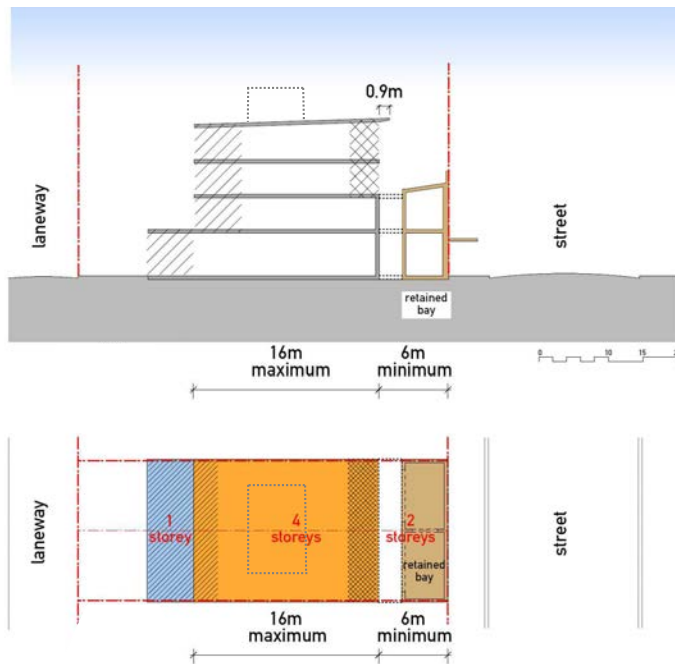 0.9m
laneway
street
retained
bay
16m
maximum
6m
minimum
0 10 15
laneway
1
storey
4
storeys
2
storeys
retained
bay
street
16m
maximum
6m
minimum